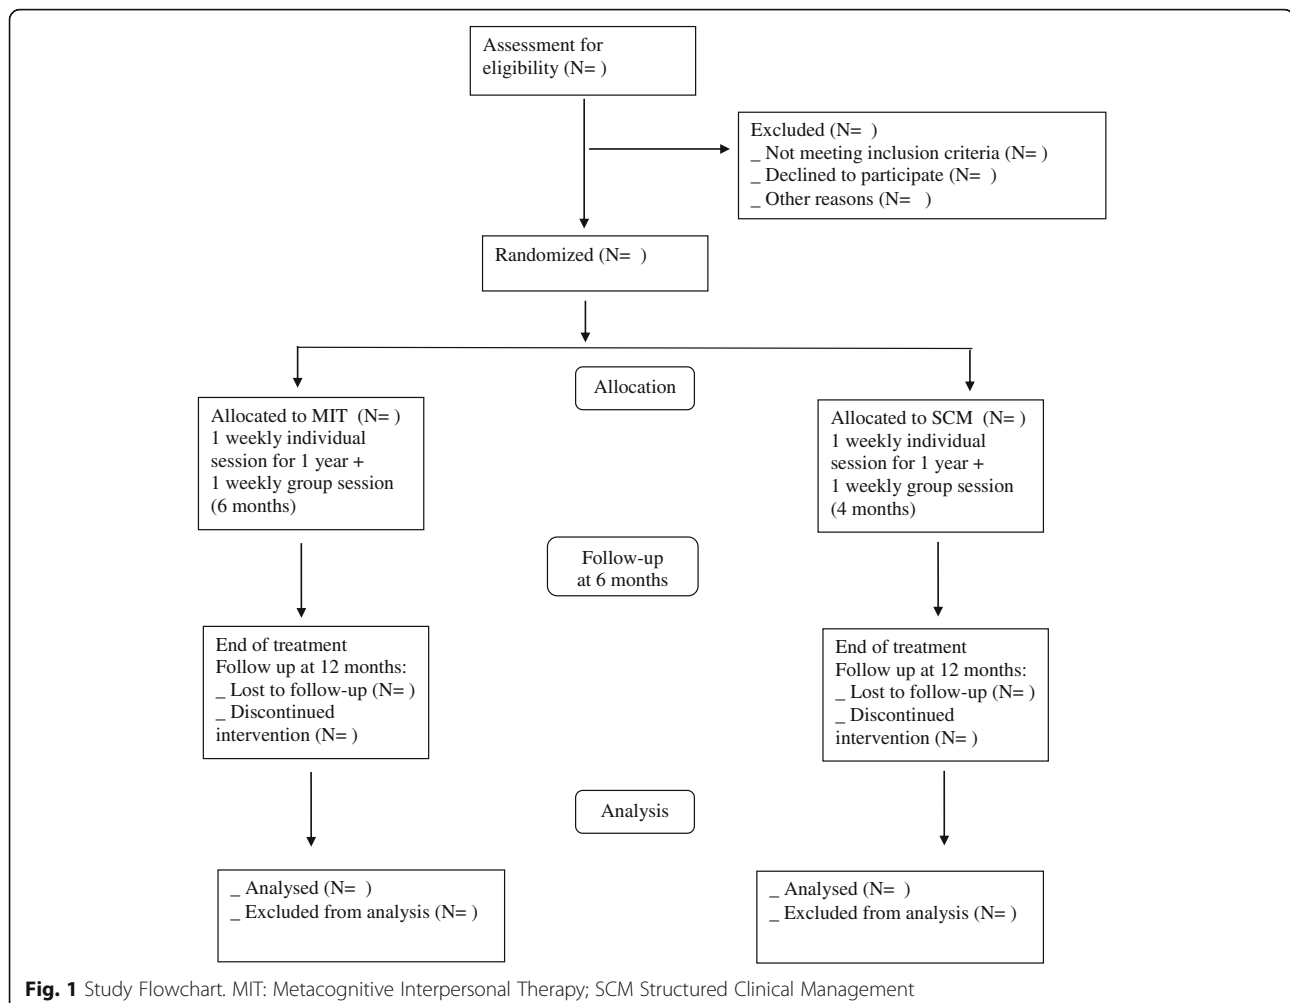 Assessment for
eligibility (N= )
Excluded (N=  )
_ Not meeting inclusion criteria (N= )
_ Declined to participate (N=  )
_ Other reasons (N=   )
Randomized (N=  )
Allocation
Allocated to MIT  (N= )
1 weekly individual
session for 1 year +
1 weekly group session
(6 months)
Allocated to SCM  (N= )
1 weekly individual
session for 1 year +
1 weekly group session
(4 months)
Follow-up
at 6 months
End of treatment
Follow up at 12 months:
_ Lost to follow-up (N= )
_ Discontinued
intervention (N= )
End of treatment
Follow up at 12 months:
_ Lost to follow-up (N= )
_ Discontinued
intervention (N= )
Analysis
_ Analysed (N=  )
_ Excluded from analysis (N= )
_ Analysed (N=  )
_ Excluded from analysis (N= )
Fig. 1 Study Flowchart. MIT: Metacognitive Interpersonal Therapy; SCM Structured Clinical Management